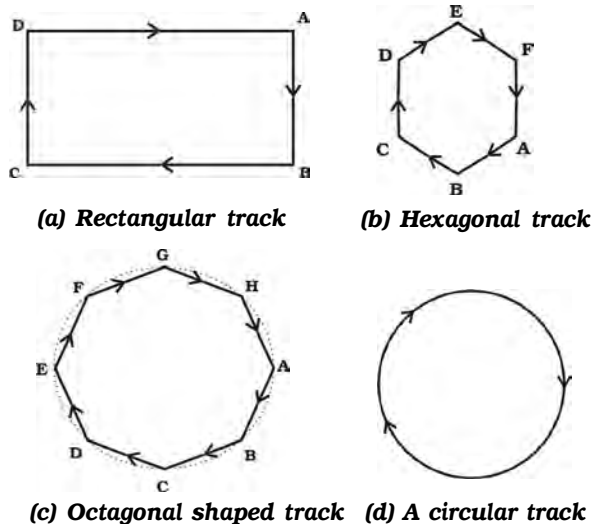 D A
C B
(a) Rectangular track
E
D F
C A
B
(b) Hexagonal track
G
F H
E A
D B
C
(c) Octagonal shaped track
(d) A circular track